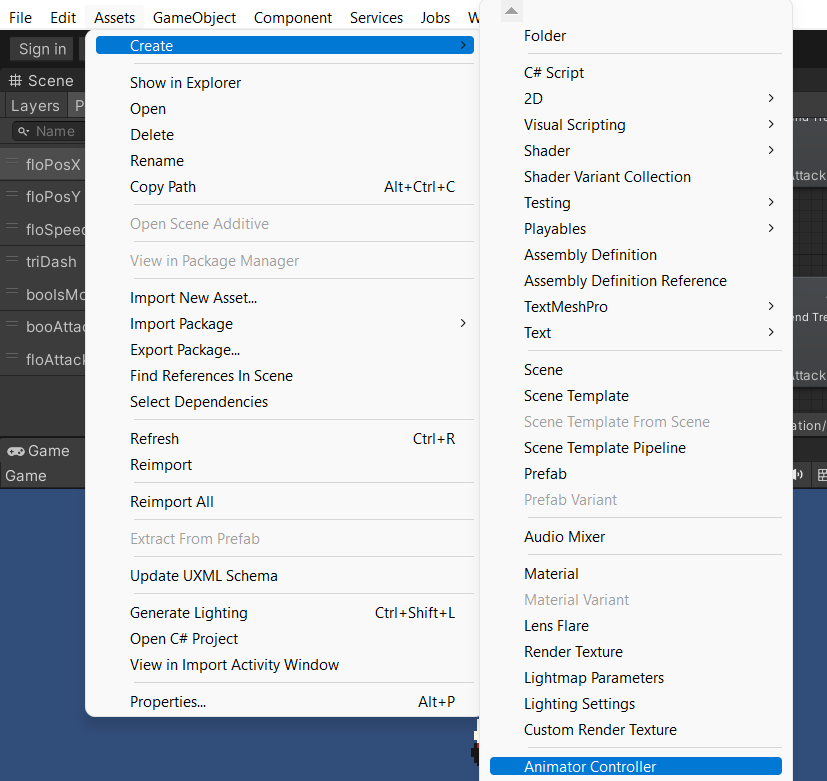 File Edit Assets GameObject Component Services Jobs W
Sign in
Scene
Layers P
Name
floPosX
floPosY
floSpeed
triDash
booIsMo
booAttac
floAttack
Game
Game
Create
Show in Explorer
Open
Delete
Rename
Copy Path Alt+Ctrl+C
Open Scene Additive
View in Package Manager
Import New Asset...
Import Package
Export Package...
Find References In Scene
Select Dependencies
Refresh Ctrl+R
Reimport
Reimport All
Extract From Prefab
Update UXML Schema
Generate Lighting Ctrl+Shift+L
Open C# Project
View in Import Activity Window
Properties... Alt+P
Folder
C# Script
2D
Visual Scripting
Shader
Shader Variant Collection
Testing
Playables
Assembly Definition
Assembly Definition Reference
TextMeshPro
Text
Scene
Scene Template
Scene Template From Scene
Scene Template Pipeline
Prefab
Prefab Variant
Audio Mixer
Material
Material Variant
Lens Flare
Render Texture
Lightmap Parameters
Lighting Settings
Custom Render Texture
Animator Controller
Attack
end Tre
Attack
ation/